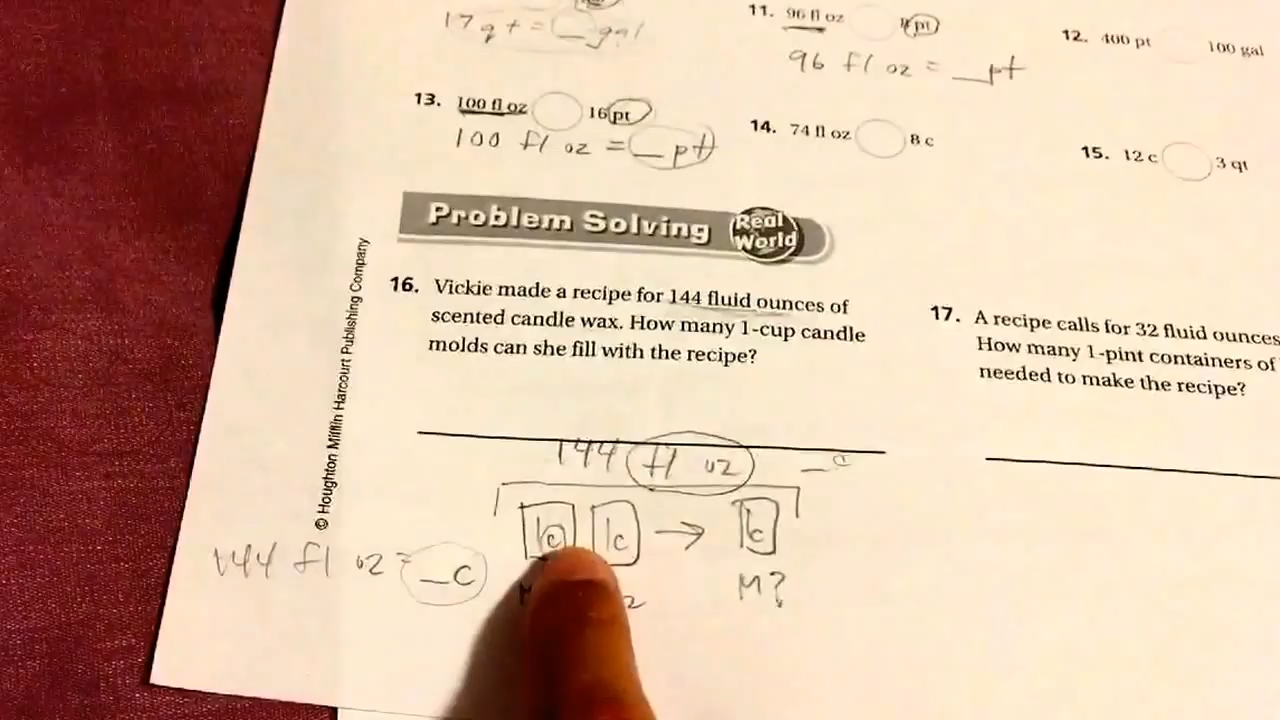 17 qt = _ gal
11. 96 fl oz pt
96 fl oz = _ pt
12. 400 pt 100 gal
13. 100 fl oz 16 pt
100 fl oz = _ pt
14. 74 fl oz 8 c
15. 12 c 3 qt
Problem Solving Real World
16. Vickie made a recipe for 144 fluid ounces of
scented candle wax. How many 1-cup candle
molds can she fill with the recipe?
17. A recipe calls for 32 fluid ounces
How many 1-pint containers of
needed to make the recipe?
144 fl oz _ c
1c 1c → 1c
144 fl oz = _ c
M 2 M?
© Houghton Mifflin Harcourt Publishing Company